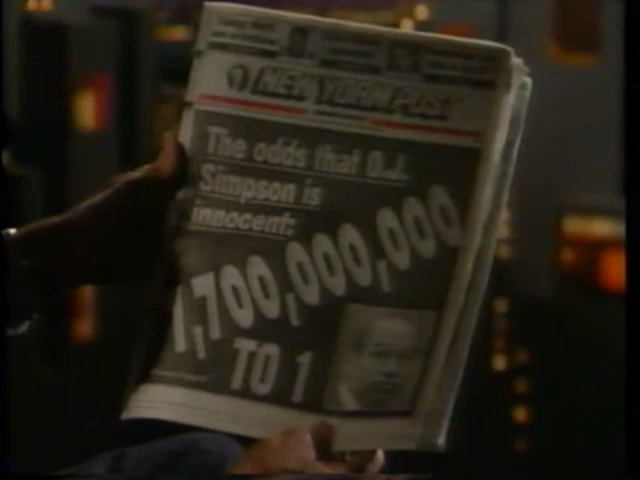 NEW YORK POST
The odds that O.J.
Simpson is
innocent:
1,700,000,000
TO 1